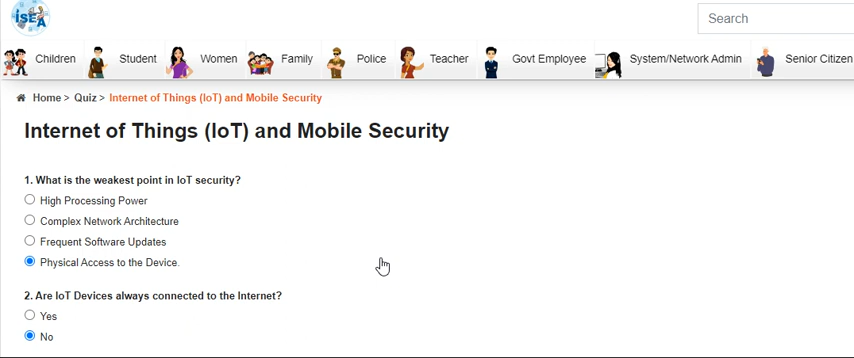 ISEA
Search
Children Student Women Family Police Teacher Govt Employee System/Network Admin Senior Citizen
Home > Quiz > Internet of Things (IoT) and Mobile Security
Internet of Things (IoT) and Mobile Security
1. What is the weakest point in IoT security?
High Processing Power
Complex Network Architecture
Frequent Software Updates
Physical Access to the Device.
2. Are IoT Devices always connected to the Internet?
Yes
No